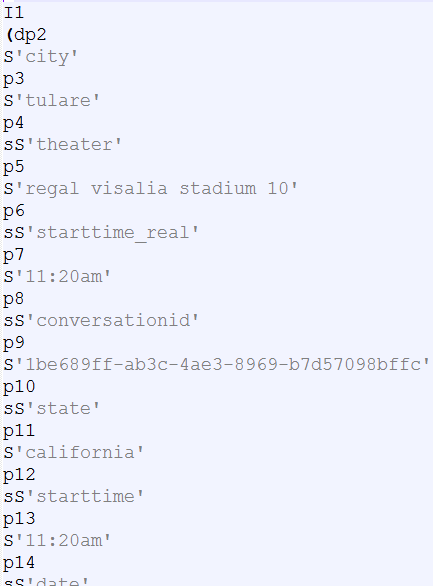 I1
(dp2
S'city'
p3
S'tulare'
p4
sS'theater'
p5
S'regal visalia stadium 10'
p6
sS'starttime_real'
p7
S'11:20am'
p8
sS'conversationid'
p9
S'1be689ff-ab3c-4ae3-8969-b7d57098bffc'
p10
sS'state'
p11
S'california'
p12
sS'starttime'
p13
S'11:20am'
p14
sS'date'